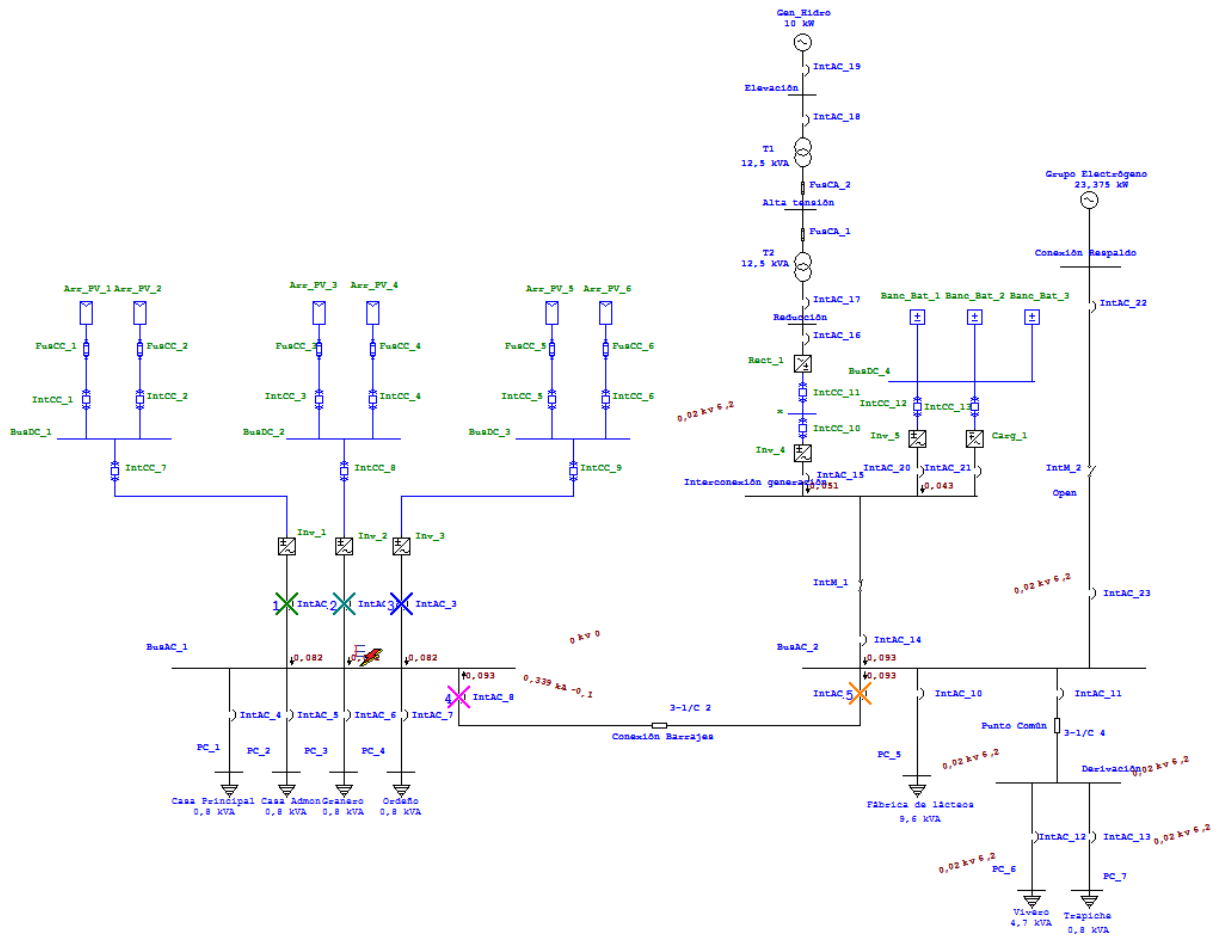 Gen_Hidro
10 kW
IntAC_19
Elevación
IntAC_18
T1
12,5 kVA
FusCA_2
Alta tensión
FusCA_1
T2
12,5 kVA
IntAC_17
Reducción
IntAC_16
Rect_1
IntCC_11
*
IntCC_10
Inv_4
IntAC_15
Interconexión generación
0,051
Grupo Electrógeno
23,375 kW
Conexión Respaldo
IntAC_22
IntM_2
Open
IntAC_23
0,02 kV 6,2
Banc_Bat_1
Banc_Bat_2
Banc_Bat_3
BusDC_4
IntCC_12
IntCC_13
Inv_5
Carg_1
IntAC_20
IntAC_21
0,043
0,02 kV 6,2
Arr_PV_1
Arr_PV_2
Arr_PV_3
Arr_PV_4
Arr_PV_5
Arr_PV_6
FusCC_1
FusCC_2
FusCC_3
FusCC_4
FusCC_5
FusCC_6
IntCC_1
IntCC_2
IntCC_3
IntCC_4
IntCC_5
IntCC_6
BusDC_1
BusDC_2
BusDC_3
IntCC_7
IntCC_8
IntCC_9
Inv_1
Inv_2
Inv_3
1
IntAC
2
3
IntAC_3
BusAC_1
0,082
0,082
0 kV 0
0,093
0,339 kA -0,1
4
IntAC_8
IntAC_4
IntAC_5
IntAC_6
IntAC_7
PC_1
PC_2
PC_3
PC_4
Casa Principal
0,8 kVA
Casa Admon
0,8 kVA
Granero
0,8 kVA
Ordeño
0,8 kVA
3-1/C 2
Conexión Barrajes
IntM_1
IntAC_14
BusAC_2
0,093
0,093
IntAC
5
IntAC_10
IntAC_11
Punto Común
3-1/C 4
PC_5
0,02 kV 6,2
Fábrica de lácteos
9,6 kVA
Derivación
0,02 kV 6,2
IntAC_12
IntAC_13
0,02 kV 6,2
0,02 kV 6,2
PC_6
PC_7
Vivero
4,7 kVA
Trapiche
0,8 kVA